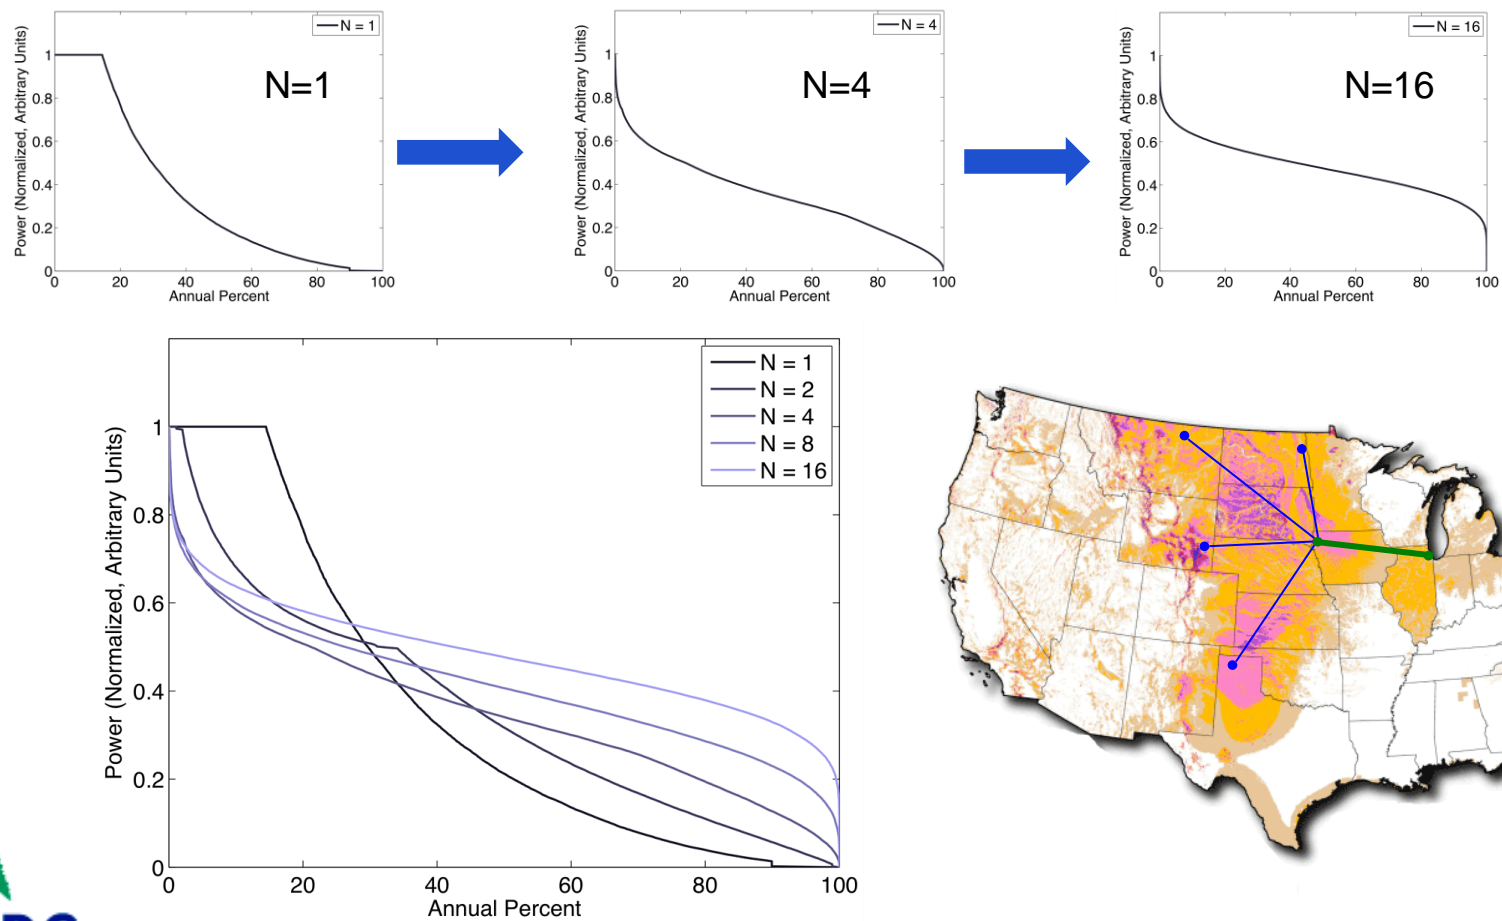 N = 1
N=1
Power (Normalized, Arbitrary Units)
1
0.8
0.6
0.4
0.2
0
0 20 40 60 80 100
Annual Percent
N = 4
N=4
Power (Normalized, Arbitrary Units)
1
0.8
0.6
0.4
0.2
0
0 20 40 60 80 100
Annual Percent
N = 16
N=16
Power (Normalized, Arbitrary Units)
1
0.8
0.6
0.4
0.2
0
0 20 40 60 80 100
Annual Percent
N = 1
N = 2
N = 4
N = 8
N = 16
Power (Normalized, Arbitrary Units)
1
0.8
0.6
0.4
0.2
0
0 20 40 60 80 100
Annual Percent